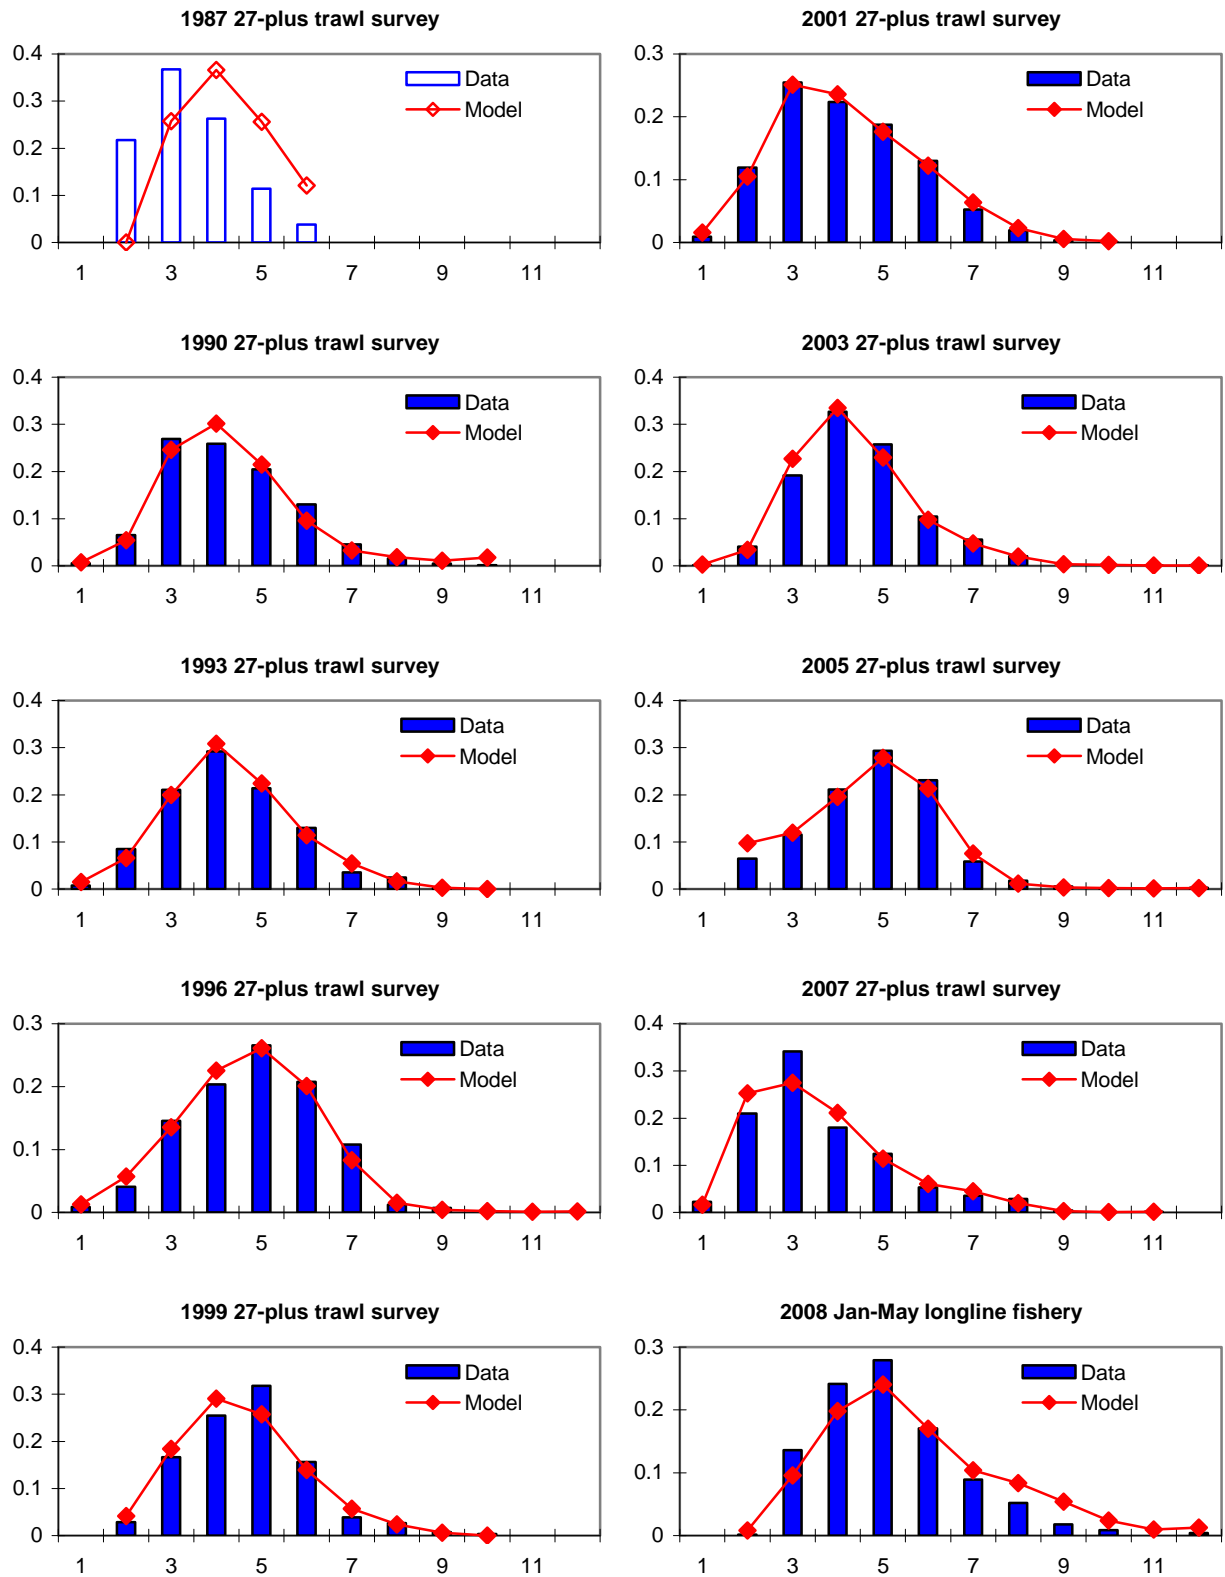 1987 27-plus trawl survey
0.4
0.3
0.2
0.1
0
Data
Model
1 3 5 7 9 11
2001 27-plus trawl survey
0.3
0.2
0.1
0
Data
Model
1 3 5 7 9 11
1990 27-plus trawl survey
0.4
0.3
0.2
0.1
0
Data
Model
1 3 5 7 9 11
2003 27-plus trawl survey
0.4
0.3
0.2
0.1
0
Data
Model
1 3 5 7 9 11
1993 27-plus trawl survey
0.4
0.3
0.2
0.1
0
Data
Model
1 3 5 7 9 11
2005 27-plus trawl survey
0.4
0.3
0.2
0.1
0
Data
Model
1 3 5 7 9 11
1996 27-plus trawl survey
0.3
0.2
0.1
0
Data
Model
1 3 5 7 9 11
2007 27-plus trawl survey
0.4
0.3
0.2
0.1
0
Data
Model
1 3 5 7 9 11
1999 27-plus trawl survey
0.4
0.3
0.2
0.1
0
Data
Model
1 3 5 7 9 11
2008 Jan-May longline fishery
0.3
0.2
0.1
0
Data
Model
1 3 5 7 9 11